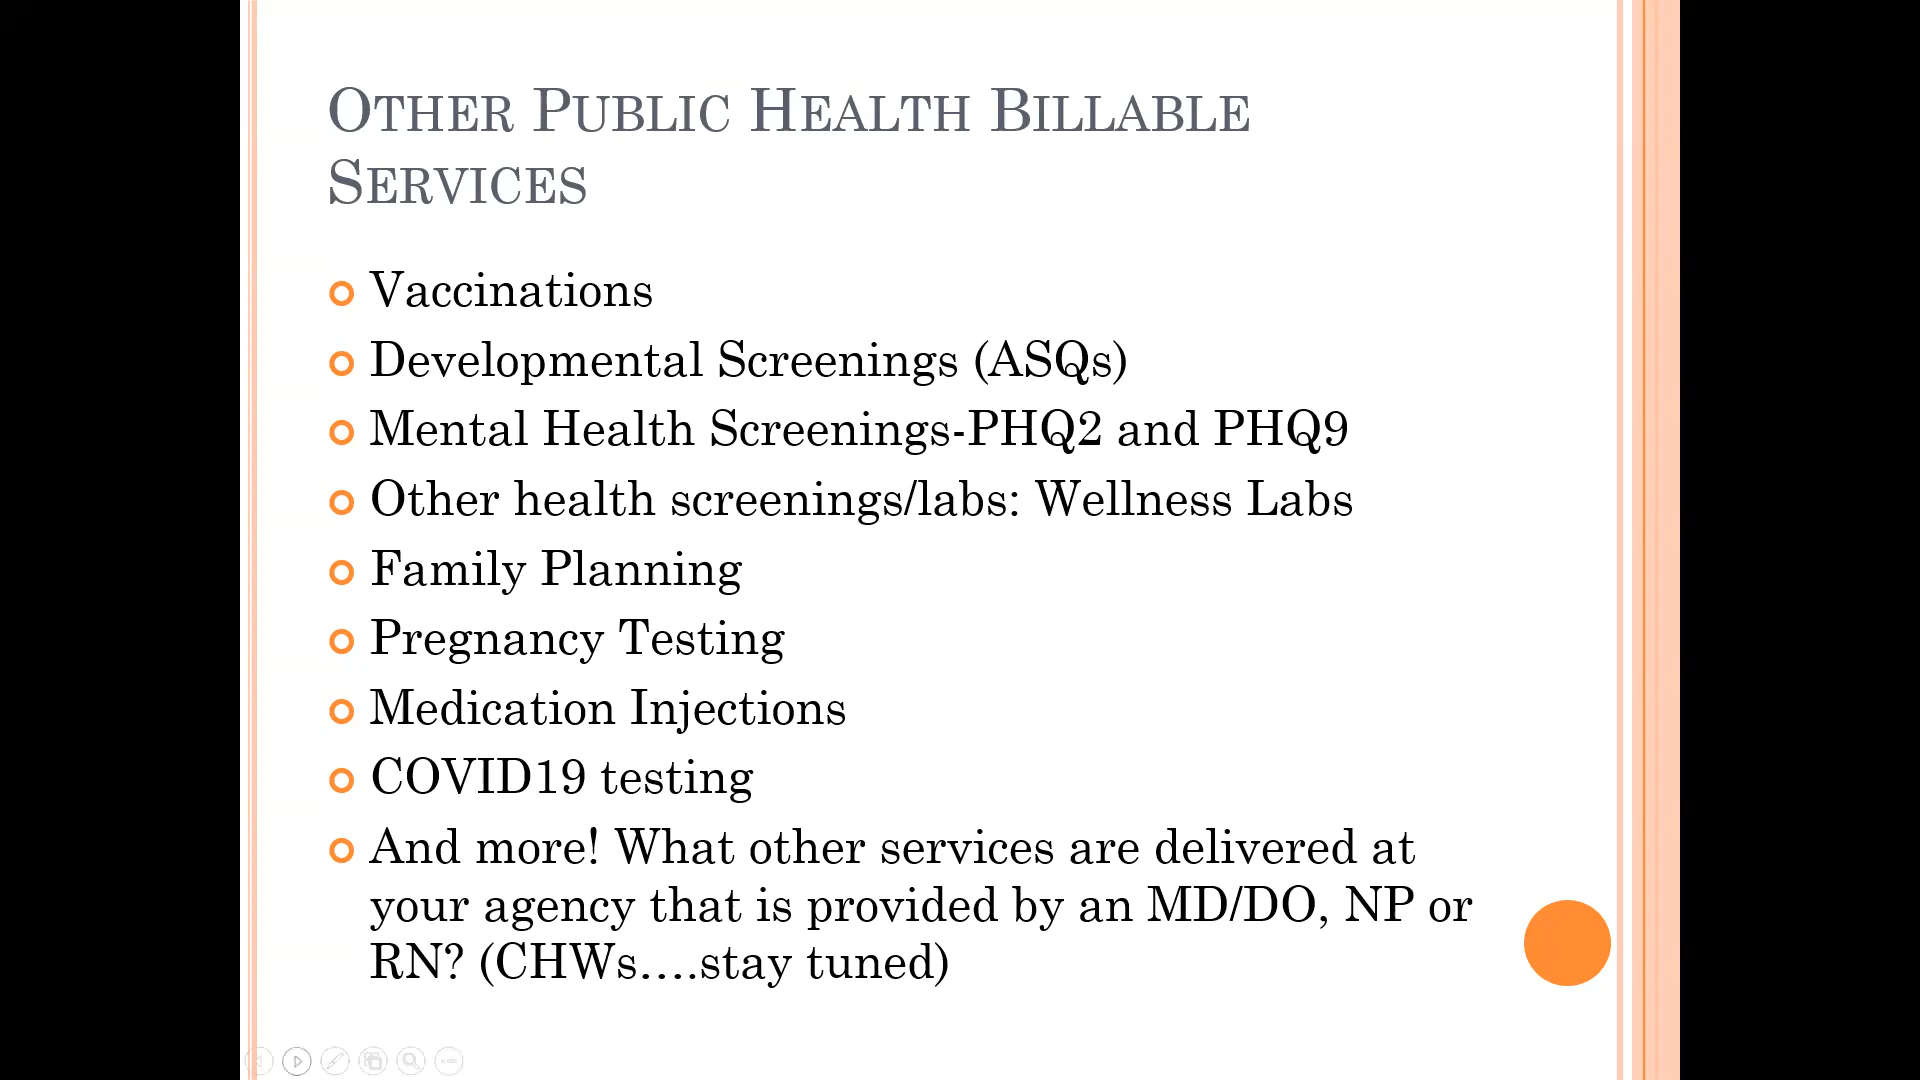 Other Public Health Billable
Services
Vaccinations
Developmental Screenings (ASQs)
Mental Health Screenings-PHQ2 and PHQ9
Other health screenings/labs: Wellness Labs
Family Planning
Pregnancy Testing
Medication Injections
COVID19 testing
And more! What other services are delivered at
your agency that is provided by an MD/DO, NP or
RN? (CHWs....stay tuned)